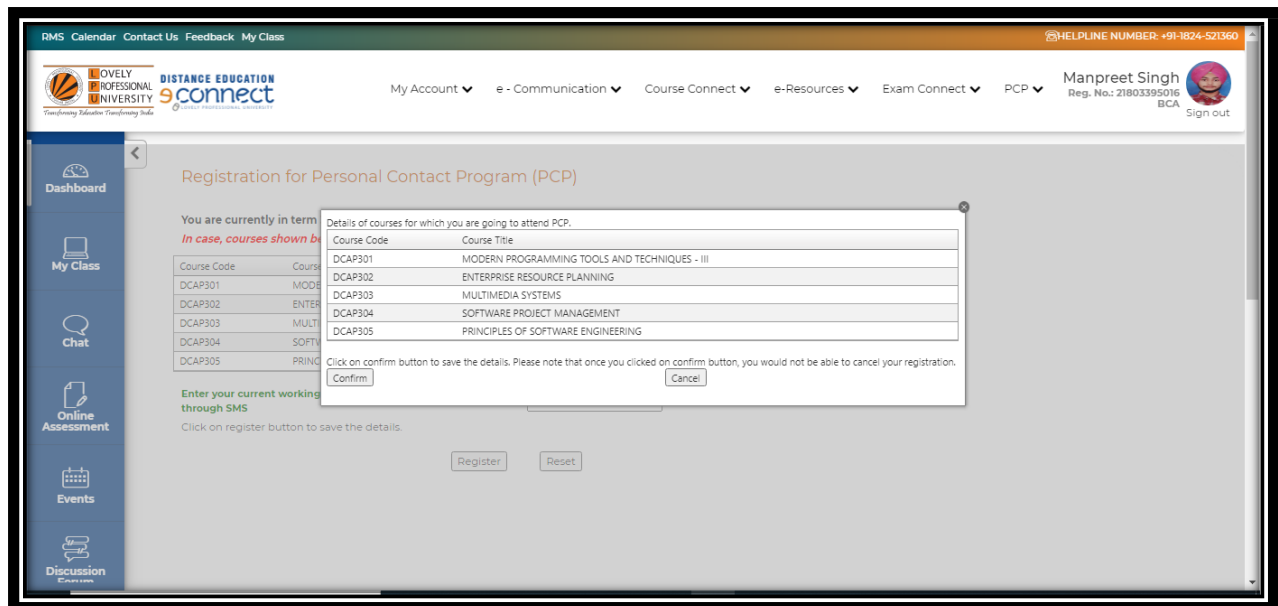 RMS Calendar Contact Us Feedback My Class
HELPLINE NUMBER: +91-1824-521360
LOVELY
PROFESSIONAL
UNIVERSITY
Transforming Education Transforming India
DISTANCE EDUCATION
econnect
LOVELY PROFESSIONAL UNIVERSITY
My Account e - Communication Course Connect e-Resources Exam Connect PCP
Manpreet Singh
Reg. No.: 21803395016
BCA
Sign out
Dashboard
My Class
Chat
Online
Assessment
Events
Discussion
Forum
Registration for Personal Contact Program (PCP)
You are currently in term
In case, courses shown be
Course Code Course
DCAP301 MODE
DCAP302 ENTER
DCAP303 MULTI
DCAP304 SOFTW
DCAP305 PRINC
Details of courses for which you are going to attend PCP.
Course Code Course Title
DCAP301 MODERN PROGRAMMING TOOLS AND TECHNIQUES - III
DCAP302 ENTERPRISE RESOURCE PLANNING
DCAP303 MULTIMEDIA SYSTEMS
DCAP304 SOFTWARE PROJECT MANAGEMENT
DCAP305 PRINCIPLES OF SOFTWARE ENGINEERING
Click on confirm button to save the details. Please note that once you clicked on confirm button, you would not be able to cancel your registration.
Confirm Cancel
Enter your current working
through SMS
Click on register button to save the details.
Register Reset